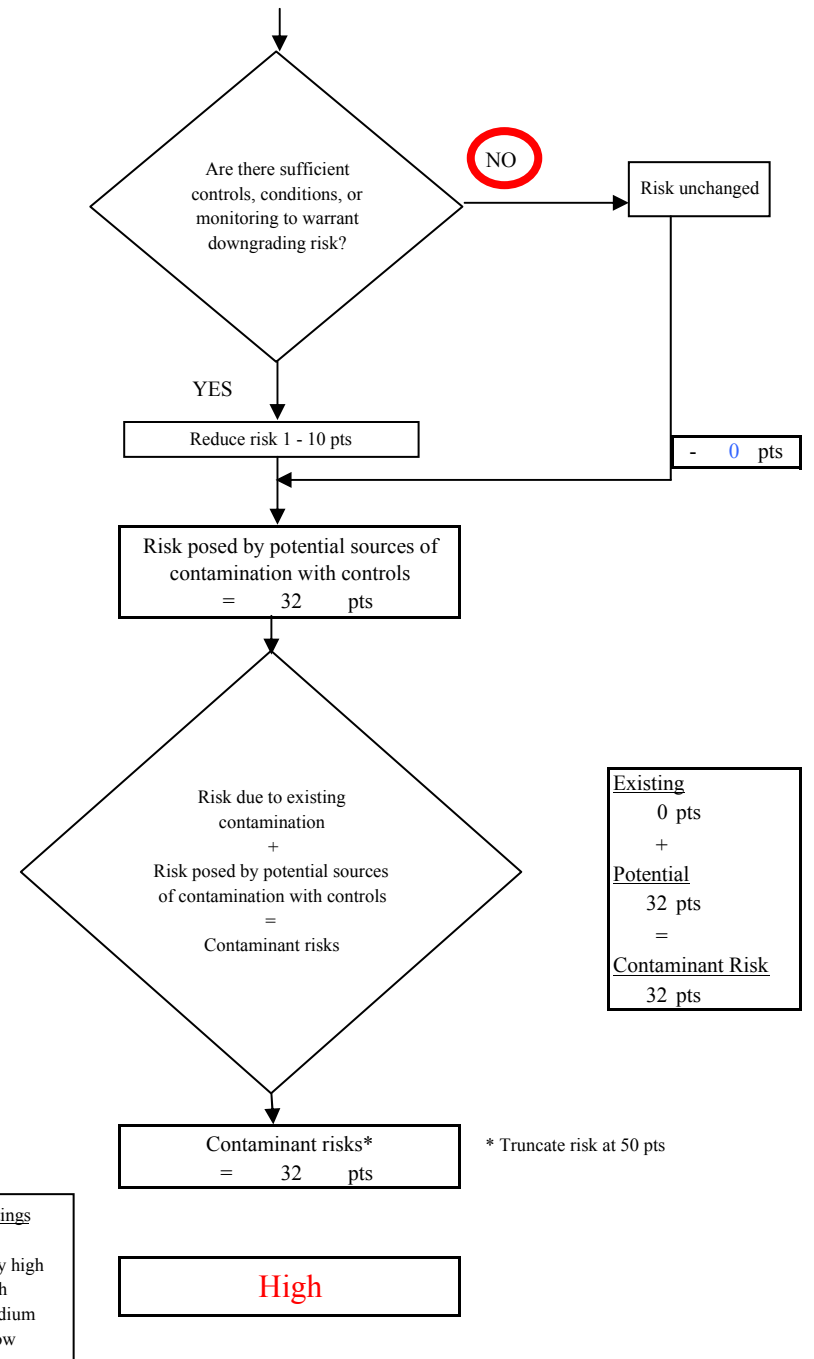 Are there sufficient
controls, conditions, or
monitoring to warrant
downgrading risk?
NO
Risk unchanged
YES
Reduce risk 1 - 10 pts
- 0 pts
Risk posed by potential sources of
contamination with controls
= 32 pts
Risk due to existing
contamination
+
Risk posed by potential sources
of contamination with controls
=
Contaminant risks
Existing
0 pts
+
Potential
32 pts
=
Contaminant Risk
32 pts
Contaminant risks*
= 32 pts
* Truncate risk at 50 pts
high
High